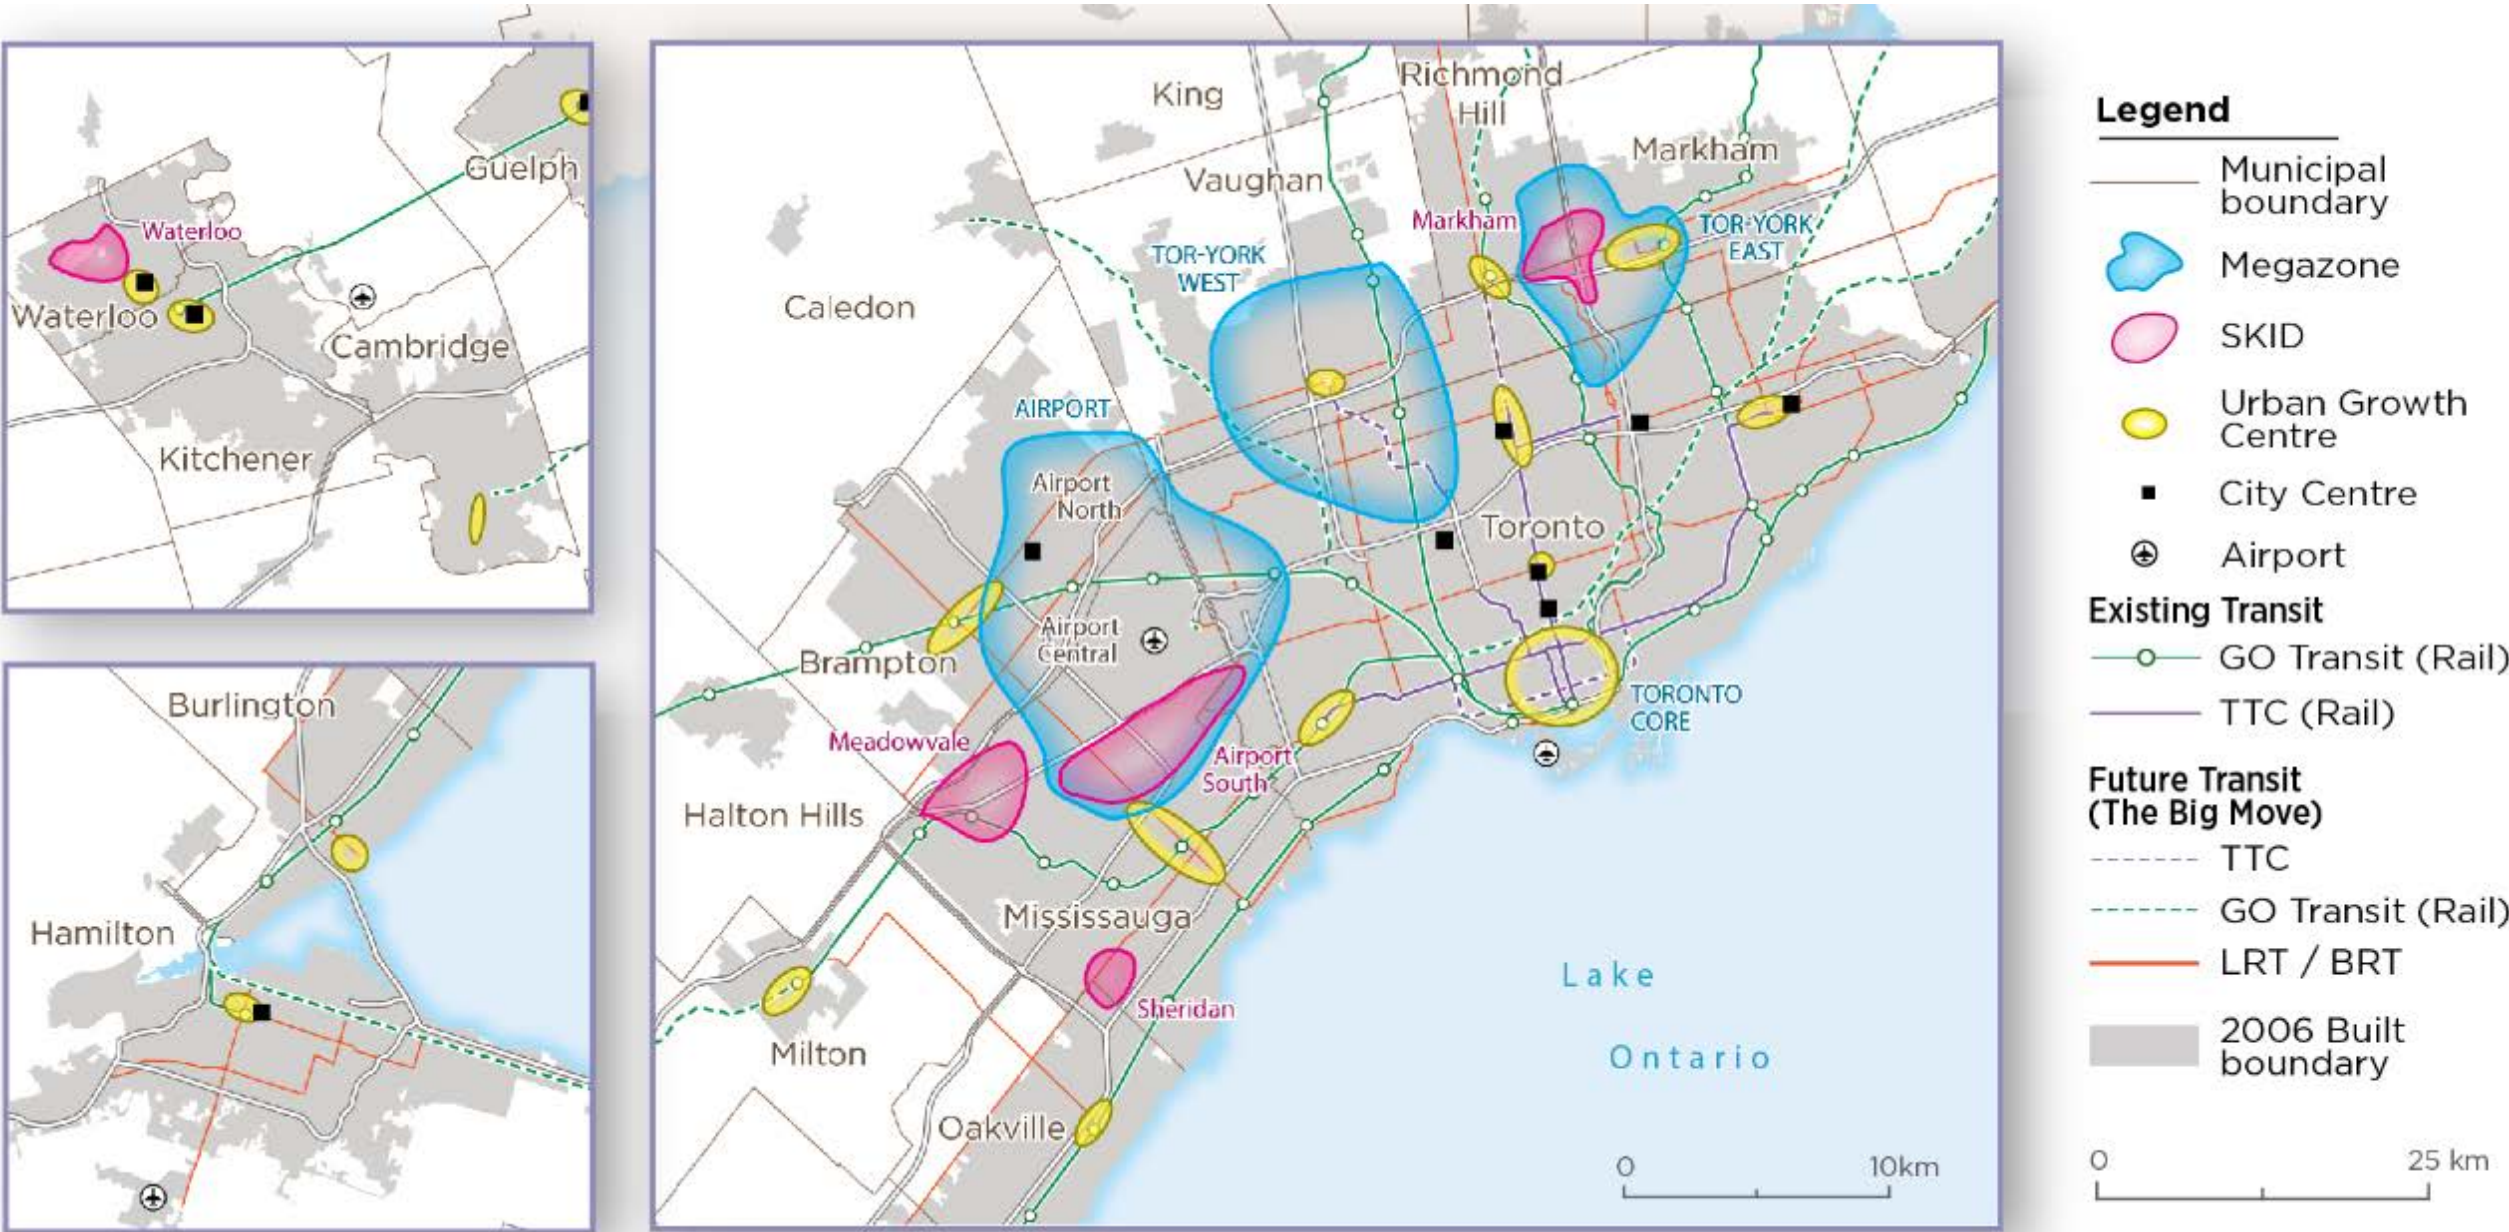 Guelph
Waterloo
Waterloo
Cambridge
Kitchener
Burlington
Hamilton
King
Richmond
Hill
Markham
Vaughan
Markham
TOR-YORK
EAST
TOR-YORK
WEST
Caledon
AIRPORT
Airport
North
Toronto
Airport
Central
Brampton
TORONTO
CORE
Meadowvale
Airport
South
Halton Hills
Mississauga
Sheridan
Milton
Oakville
Lake
Ontario
0 10km
Legend
Municipal
boundary
Megazone
SKID
Urban Growth
Centre
City Centre
Airport
Existing Transit
GO Transit (Rail)
TTC (Rail)
Future Transit
(The Big Move)
TTC
GO Transit (Rail)
LRT / BRT
2006 Built
boundary
0 25 km